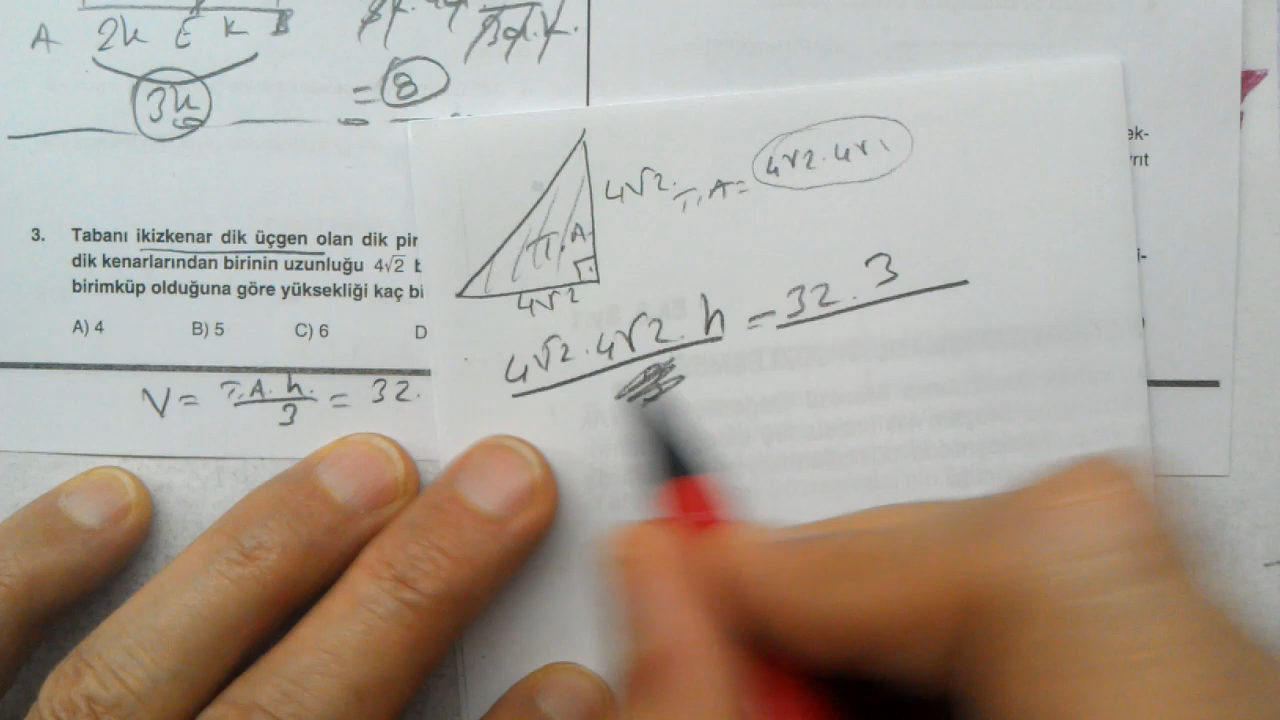 A 2k E k B
3k
= 8
4√2
T.A = 4√2 . 4√
T.A
4√2
4√2 . 4√2 . h = 32 . 3
3. Tabanı ikizkenar dik üçgen olan dik pir
dik kenarlarından birinin uzunluğu 4√2 b
birimküp olduğuna göre yüksekliği kaç bi
A) 4 B) 5 C) 6 D
V = T.A. h. / 3 = 32.
ek-
rıt
i-